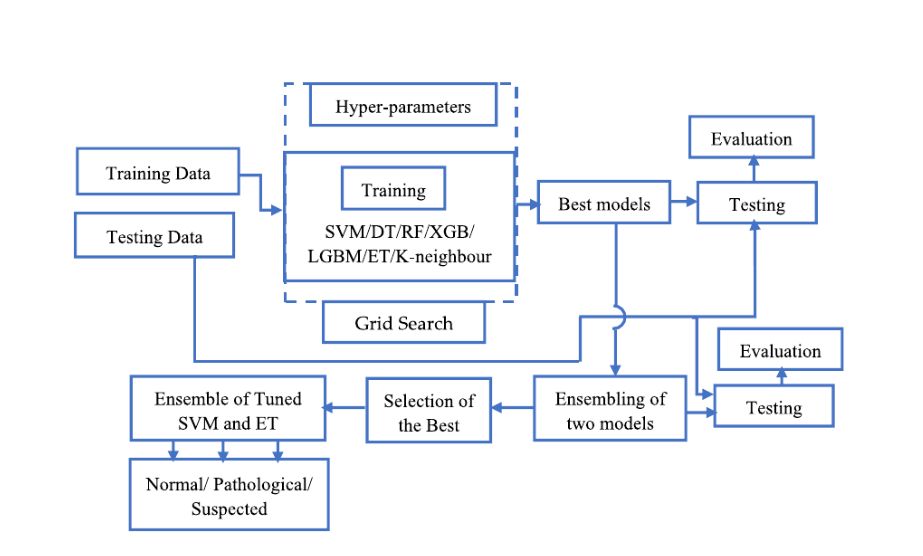 Hyper-parameters
Evaluation
Training Data
Training
Best models
Testing
Testing Data
SVM/DT/RF/XGB/
LGBM/ET/K-neighbour
Grid Search
Evaluation
Ensemble of Tuned
SVM and ET
Selection of
the Best
Ensembling of
two models
Testing
Normal/ Pathological/
Suspected